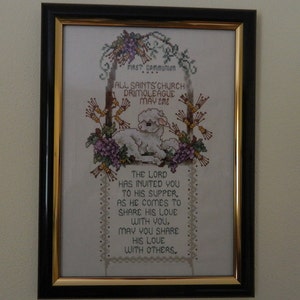 FIRST COMMUNION
ALL SAINTS' CHURCH
DRIMOLEAGUE
MAY
THE LORD
HAS INVITED YOU
TO HIS SUPPER,
AS HE COMES TO
SHARE HIS LOVE
WITH YOU,
MAY YOU SHARE
HIS LOVE
WITH OTHERS.